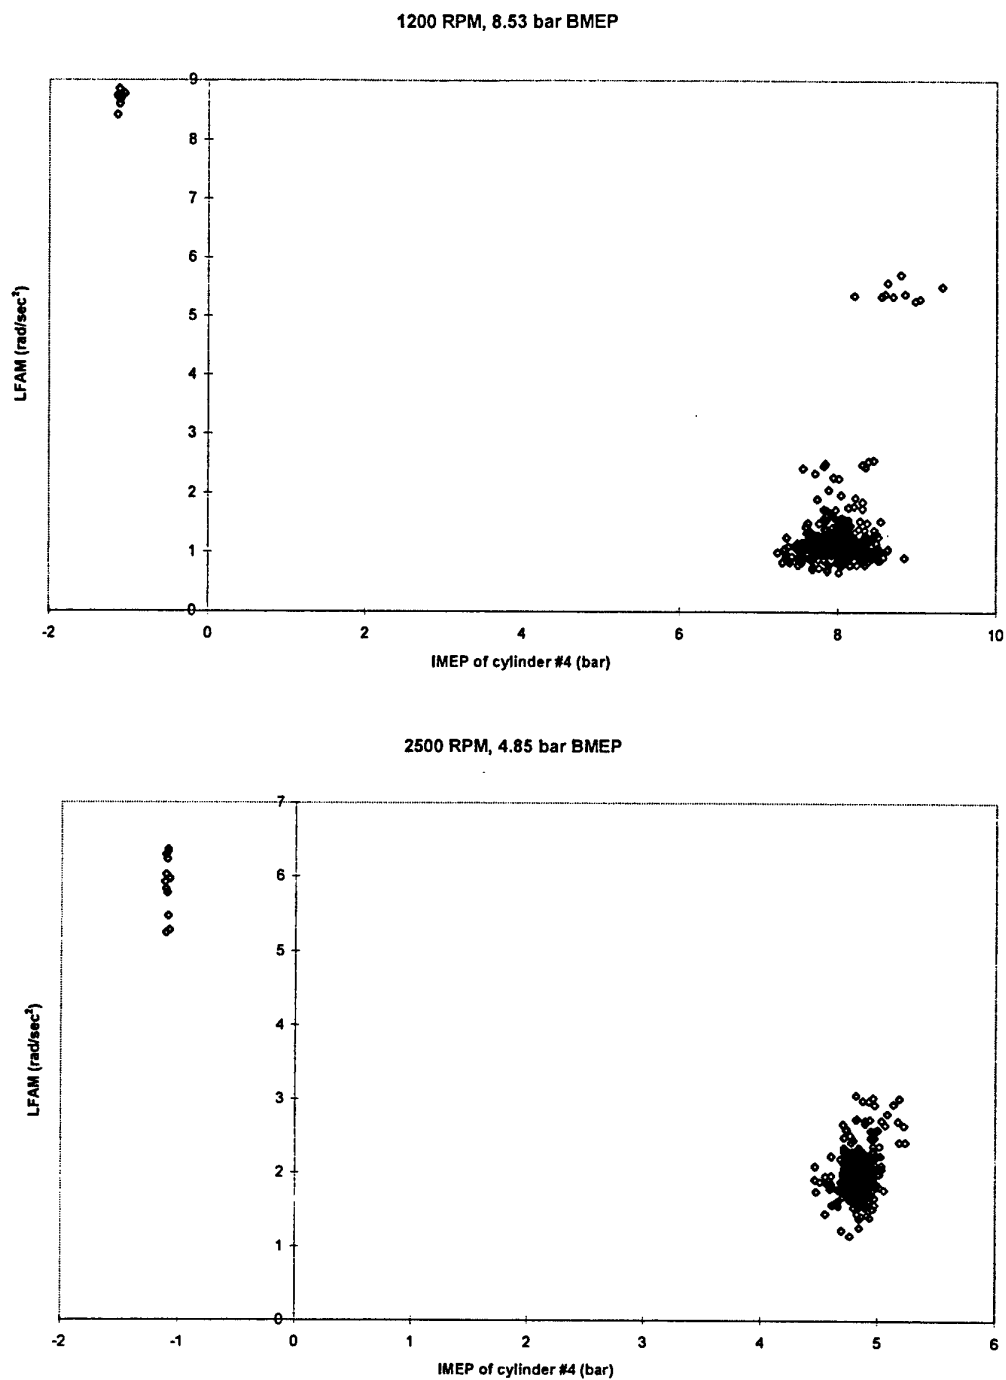 1200 RPM, 8.53 bar BMEP
9
8
7
6
5
4
3
2
1
0
LFAM (rad/sec²)
-2 0 2 4 6 8 10
IMEP of cylinder #4 (bar)
2500 RPM, 4.85 bar BMEP
7
6
5
4
3
2
1
0
LFAM (rad/sec²)
-2 -1 0 1 2 3 4 5 6
IMEP of cylinder #4 (bar)